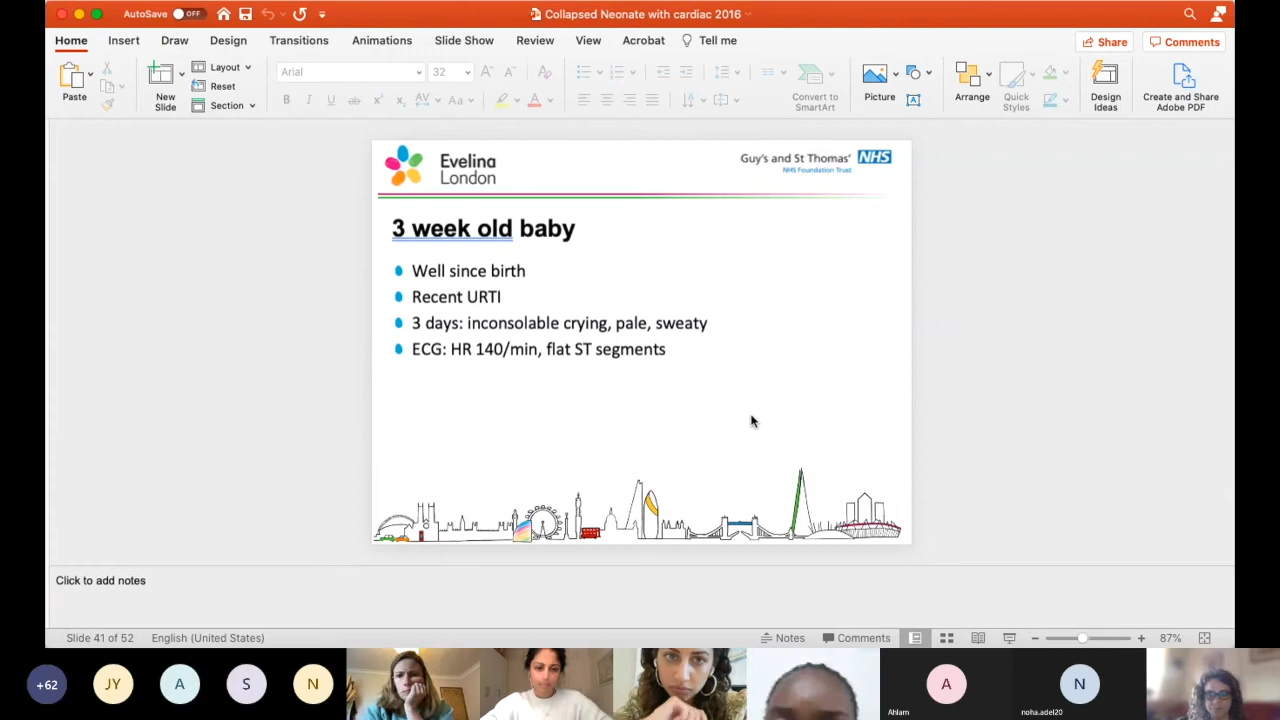 AutoSave OFF
Collapsed Neonate with cardiac 2016
Home Insert Draw Design Transitions Animations Slide Show Review View Acrobat Tell me
Share Comments
Paste
New
Slide
Layout
Reset
Section
Arial 32
Convert to
SmartArt
Picture
Arrange
Quick
Styles
Design
Ideas
Create and Share
Adobe PDF
Evelina
London
Guy's and St Thomas' NHS
NHS Foundation Trust
3 week old baby
Well since birth
Recent URTI
3 days: inconsolable crying, pale, sweaty
ECG: HR 140/min, flat ST segments
Click to add notes
Slide 41 of 52 English (United States) Notes Comments 87%
+62 JY A S N A N
Ahlam noha.adel20